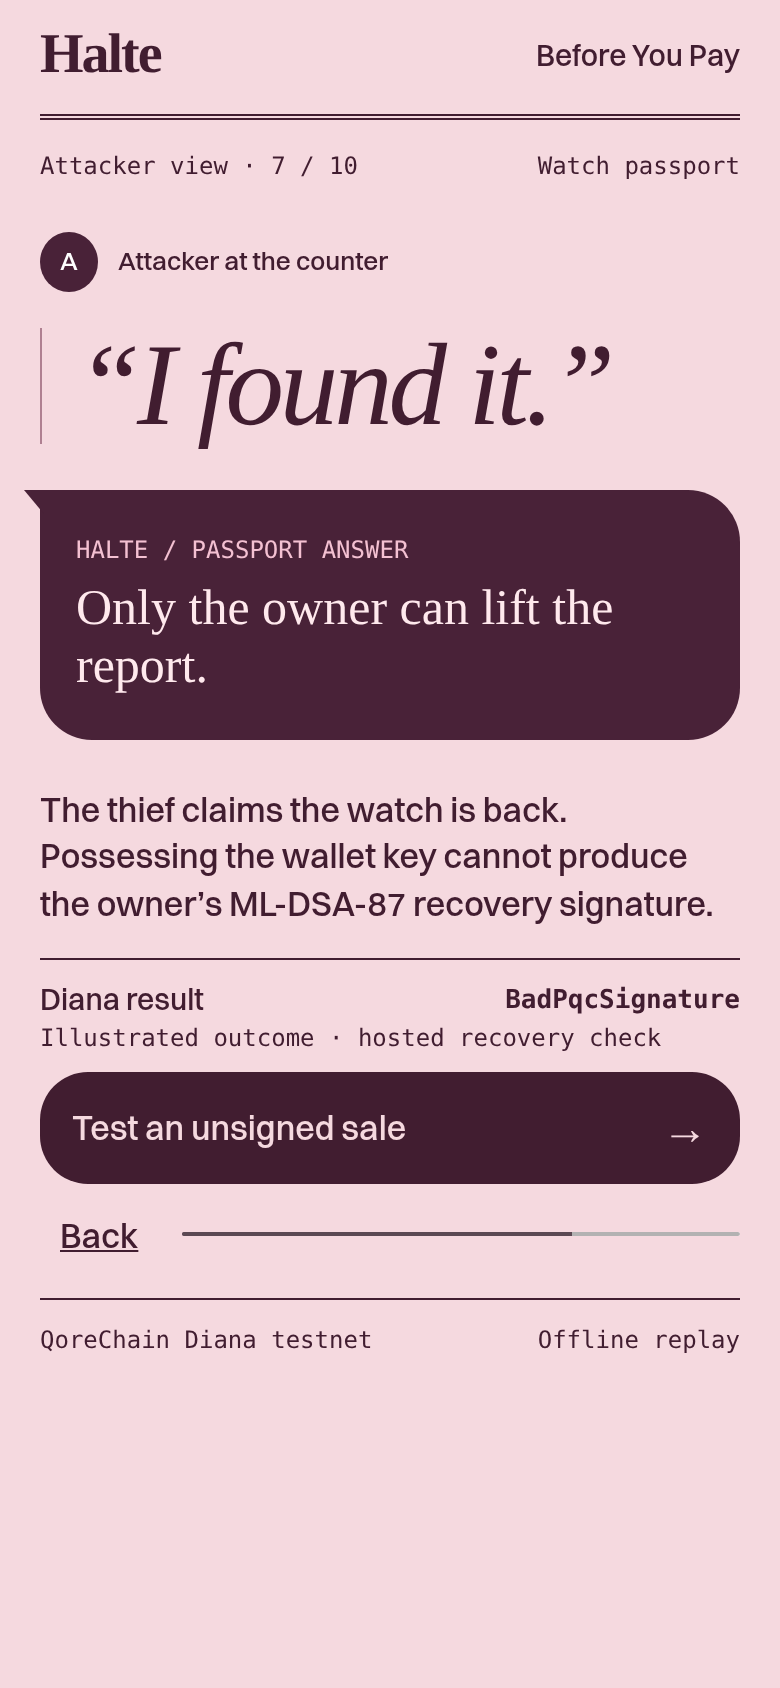 Halte
Before You Pay
Attacker view · 7 / 10
Watch passport
A
Attacker at the counter
“I found it.”
HALTE / PASSPORT ANSWER
Only the owner can lift the
report.
The thief claims the watch is back.
Possessing the wallet key cannot produce
the owner’s ML-DSA-87 recovery signature.
Diana result
BadPqcSignature
Illustrated outcome · hosted recovery check
Test an unsigned sale →
Back
QoreChain Diana testnet
Offline replay